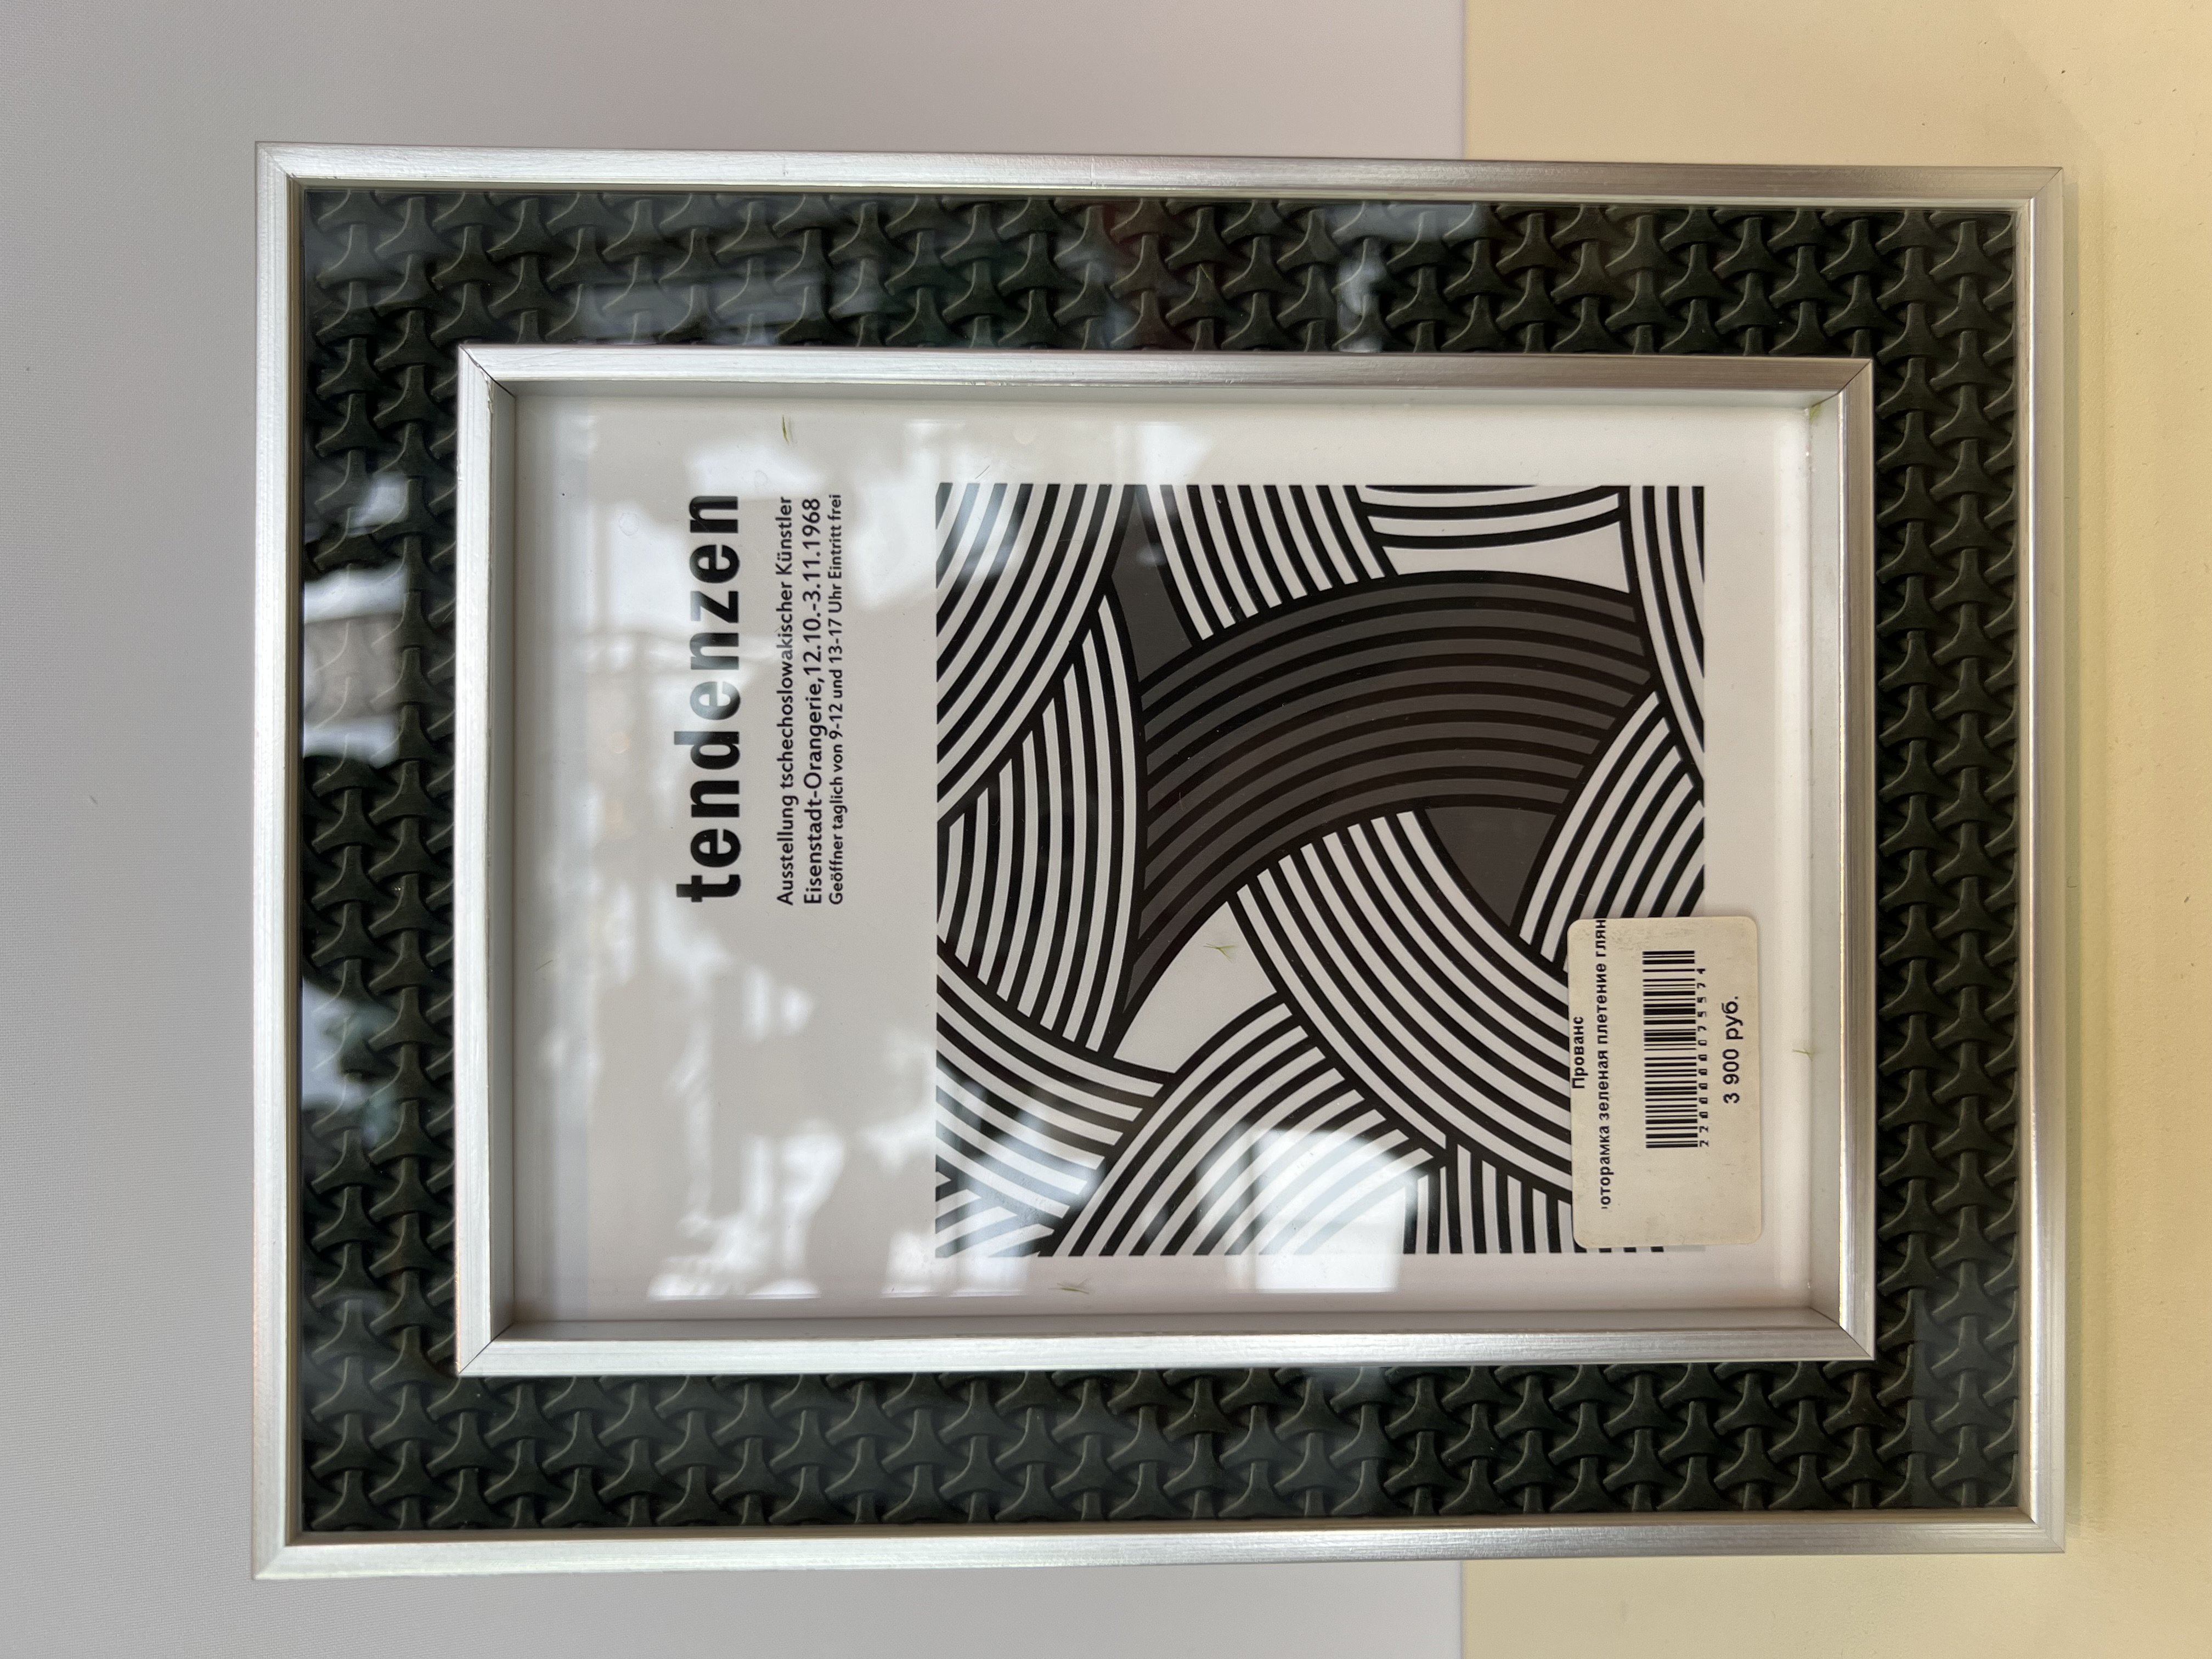 tendenzen
Ausstellung tschechoslowakischer Künstler
Eisenstadt-Orangerie,12.10.-3.11.1968
Geöffner taglich von 9-12 und 13-17 Uhr Eintritt frei
Прованс
оторамка зеленая плетение глян
2200000075574
3 900 руб.